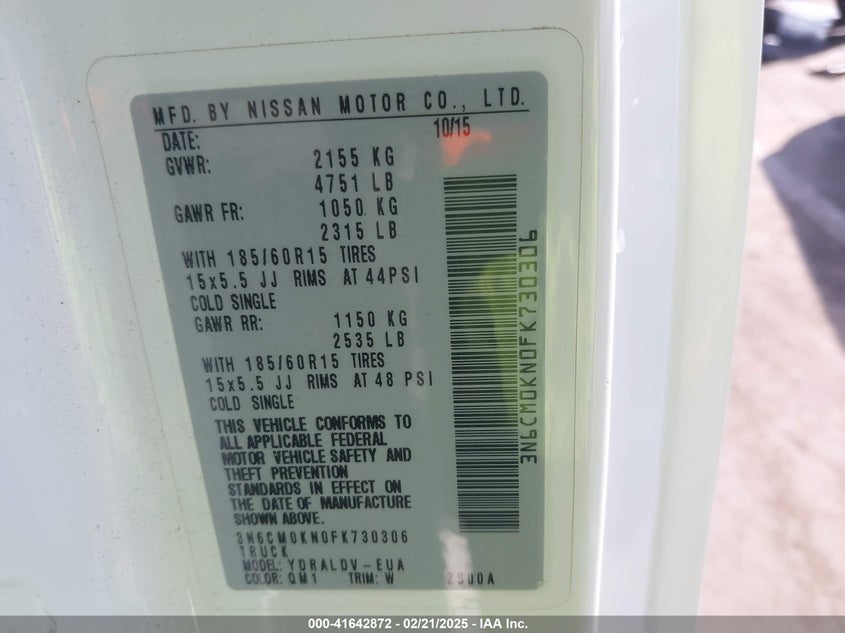 MFD. BY NISSAN MOTOR CO., LTD.
DATE: 10/15
GVWR: 2155 KG
4751 LB
GAWR FR: 1050 KG
2315 LB
WITH 185/60R15 TIRES
15x5.5 JJ RIMS AT 44PSI
COLD SINGLE
GAWR RR: 1150 KG
2535 LB
WITH 185/60R15 TIRES
15x5.5 JJ RIMS AT 48 PSI
COLD SINGLE
THIS VEHICLE CONFORMS TO
ALL APPLICABLE FEDERAL
MOTOR VEHICLE SAFETY AND
THEFT PREVENTION
STANDARDS IN EFFECT ON
THE DATE OF MANUFACTURE
SHOWN ABOVE.
3N6CM0KN0FK730306
TRUCK
MODEL: YDRALDV-EUA
COLOR: QM1 TRIM: W ZS00A
3N6CM0KN0FK730306
000-41642872 - 02/21/2025 - IAA Inc.